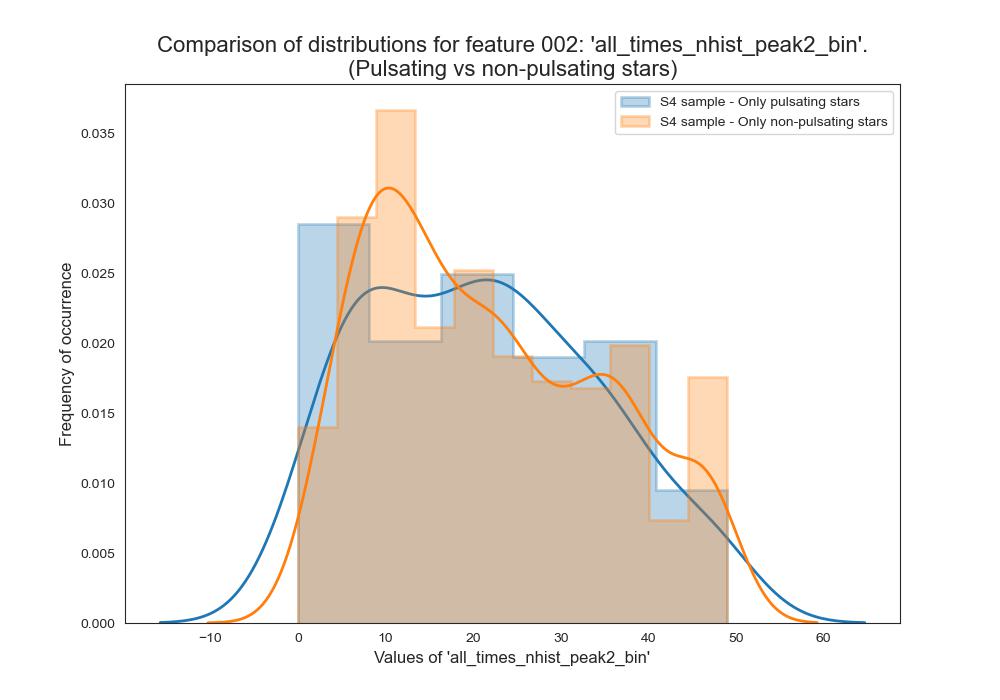 Comparison of distributions for feature 002: 'all_times_nhist_peak2_bin'.
(Pulsating vs non-pulsating stars)
S4 sample - Only pulsating stars
S4 sample - Only non-pulsating stars
Frequency of occurrence
0.035
0.030
0.025
0.020
0.015
0.010
0.005
0.000
−10 0 10 20 30 40 50 60
Values of 'all_times_nhist_peak2_bin'